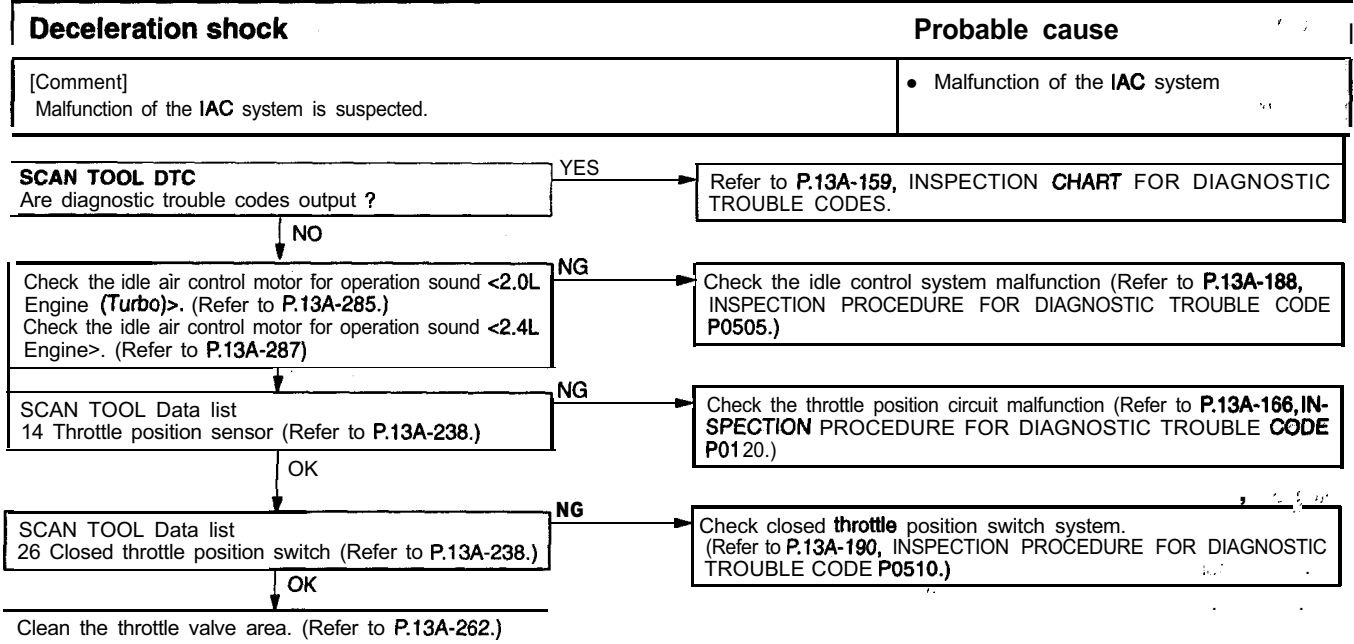 Deceleration shock
Probable cause
[Comment]
Malfunction of the IAC system is suspected.
• Malfunction of the IAC system
SCAN TOOL DTC
Are diagnostic trouble codes output ?
YES
Refer to P.13A-159, INSPECTION CHART FOR DIAGNOSTIC
TROUBLE CODES.
NO
Check the idle air control motor for operation sound <2.0L
Engine (Turbo)>. (Refer to P.13A-285.)
Check the idle air control motor for operation sound <2.4L
Engine>. (Refer to P.13A-287)
NG
Check the idle control system malfunction (Refer to P.13A-188,
INSPECTION PROCEDURE FOR DIAGNOSTIC TROUBLE CODE
P0505.)
SCAN TOOL Data list
14 Throttle position sensor (Refer to P.13A-238.)
NG
Check the throttle position circuit malfunction (Refer to P.13A-166, IN-
SPECTION PROCEDURE FOR DIAGNOSTIC TROUBLE CODE
P0120.)
OK
SCAN TOOL Data list
26 Closed throttle position switch (Refer to P.13A-238.)
NG
Check closed throttle position switch system.
(Refer to P.13A-190, INSPECTION PROCEDURE FOR DIAGNOSTIC
TROUBLE CODE P0510.)
OK
Clean the throttle valve area. (Refer to P.13A-262.)